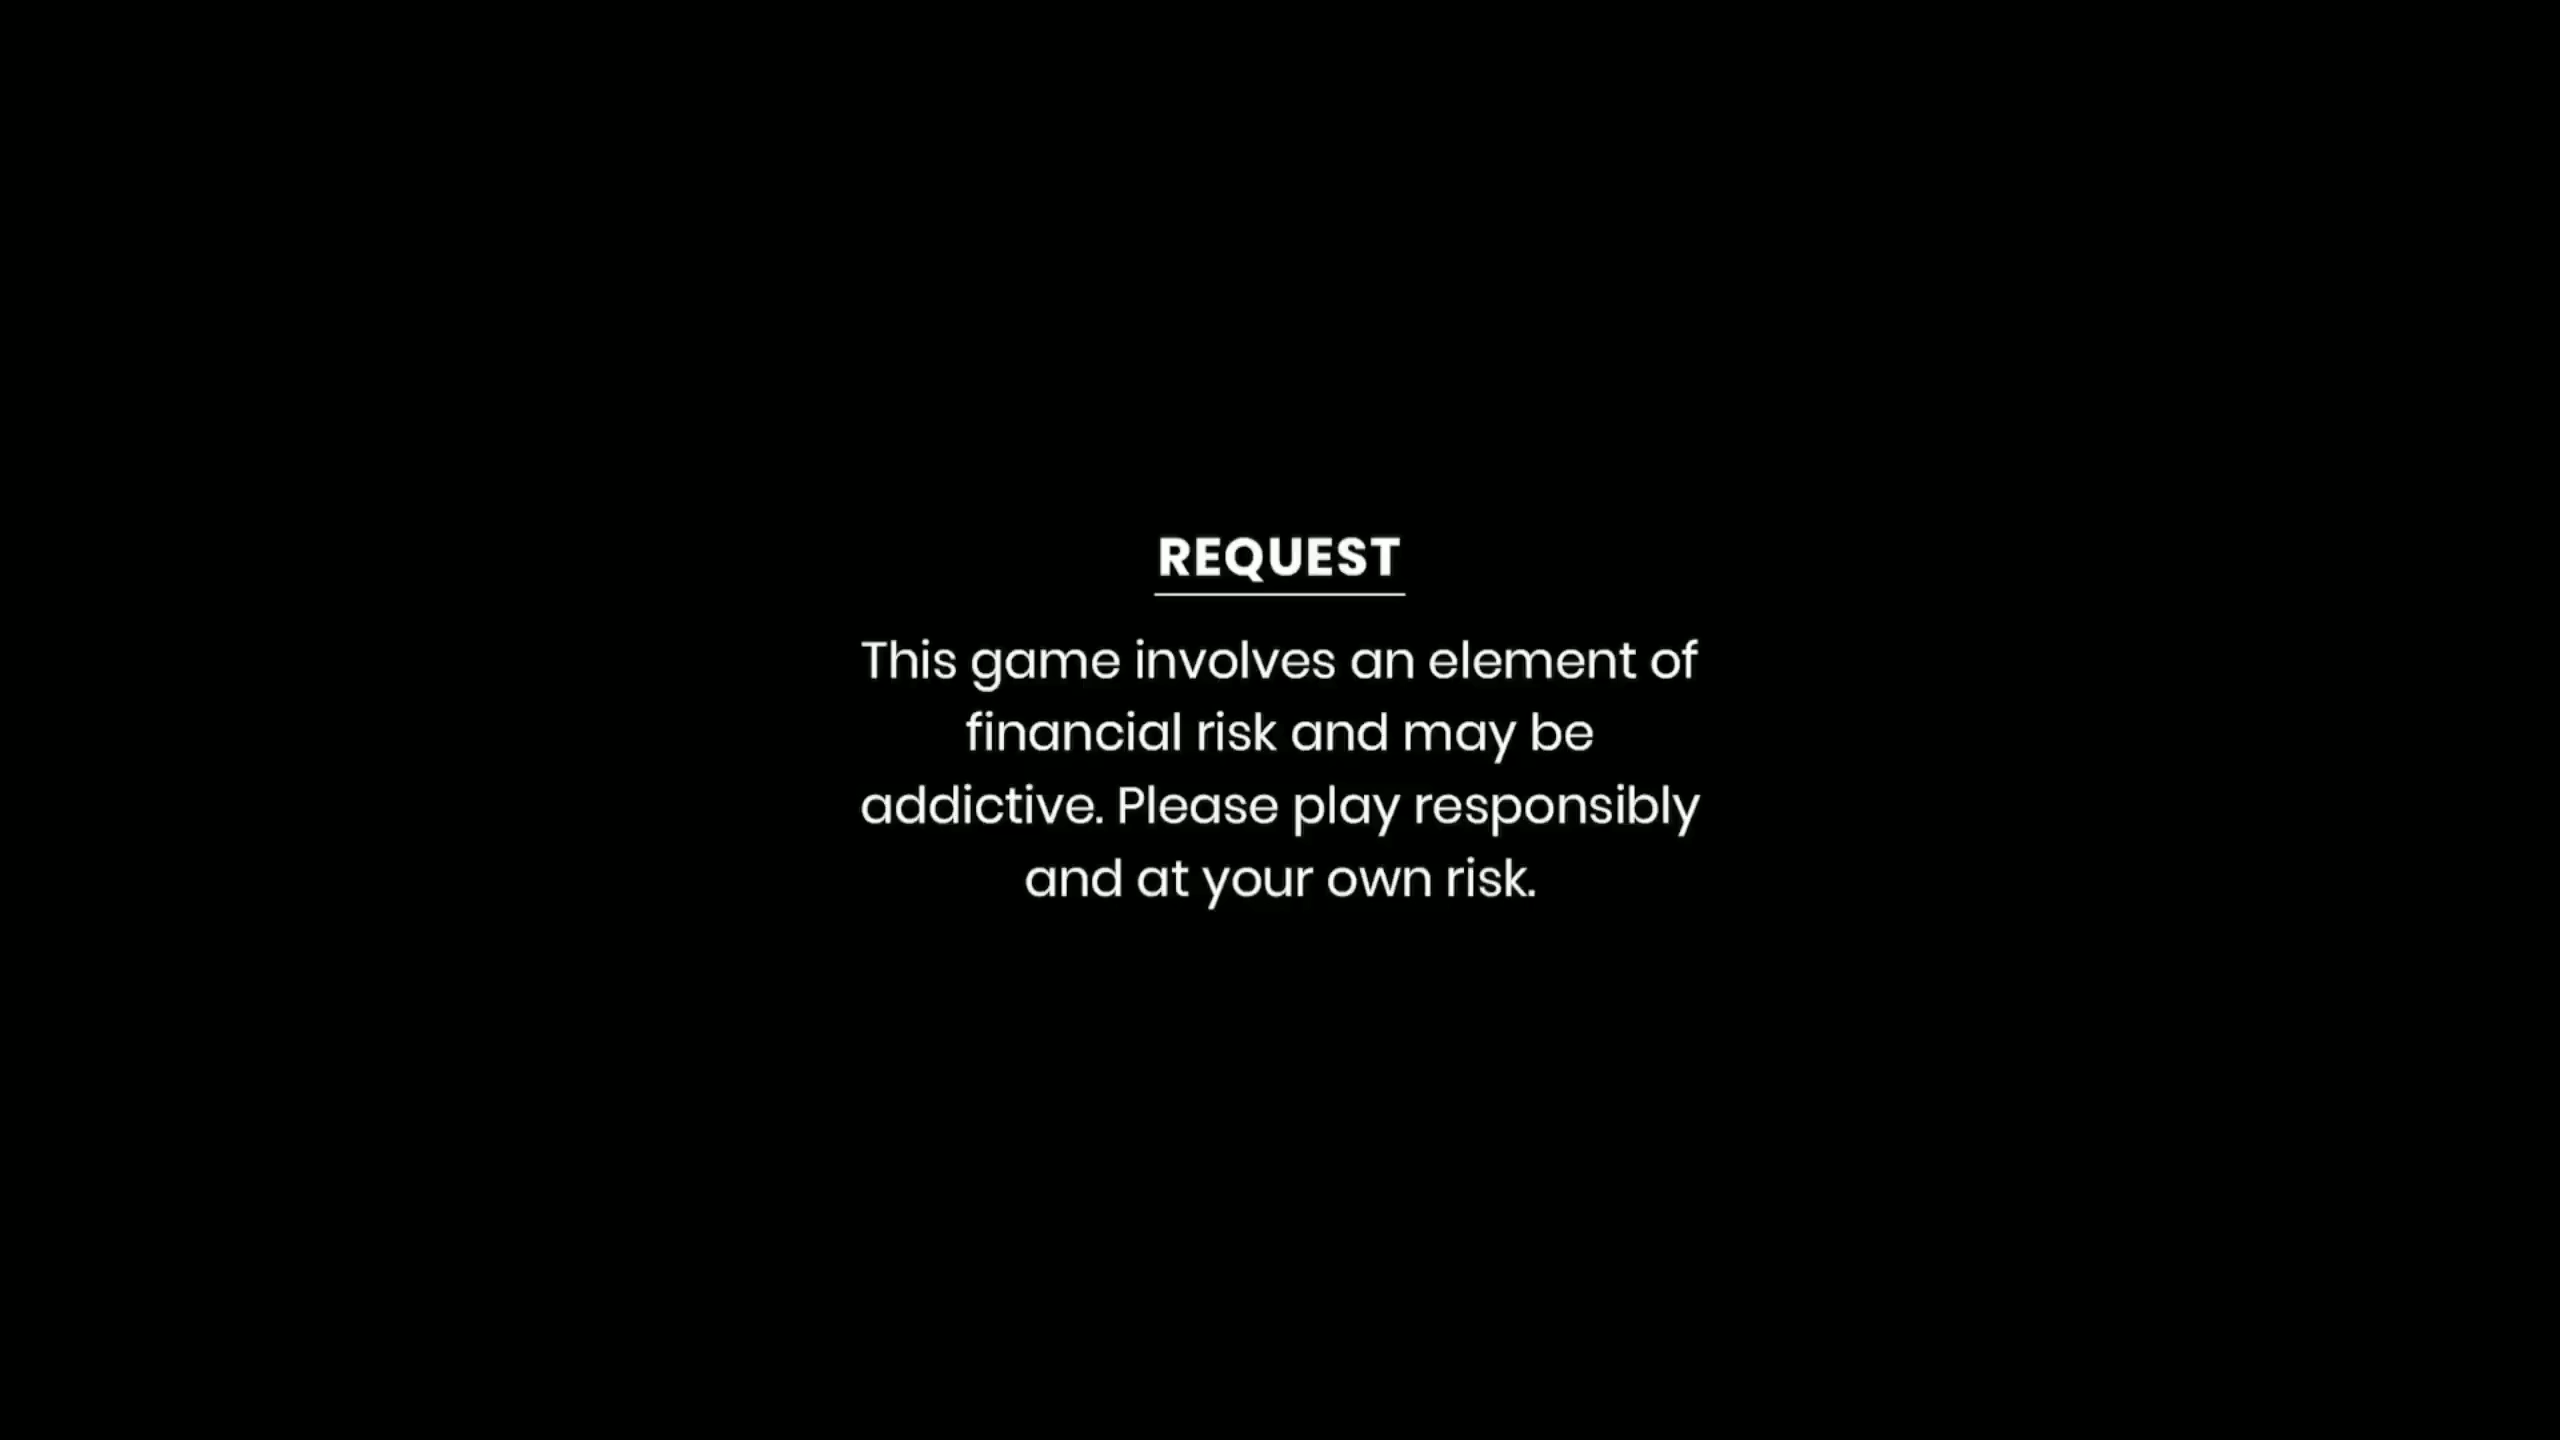 REQUEST
This game involves an element of
financial risk and may be
addictive. Please play responsibly
and at your own risk.